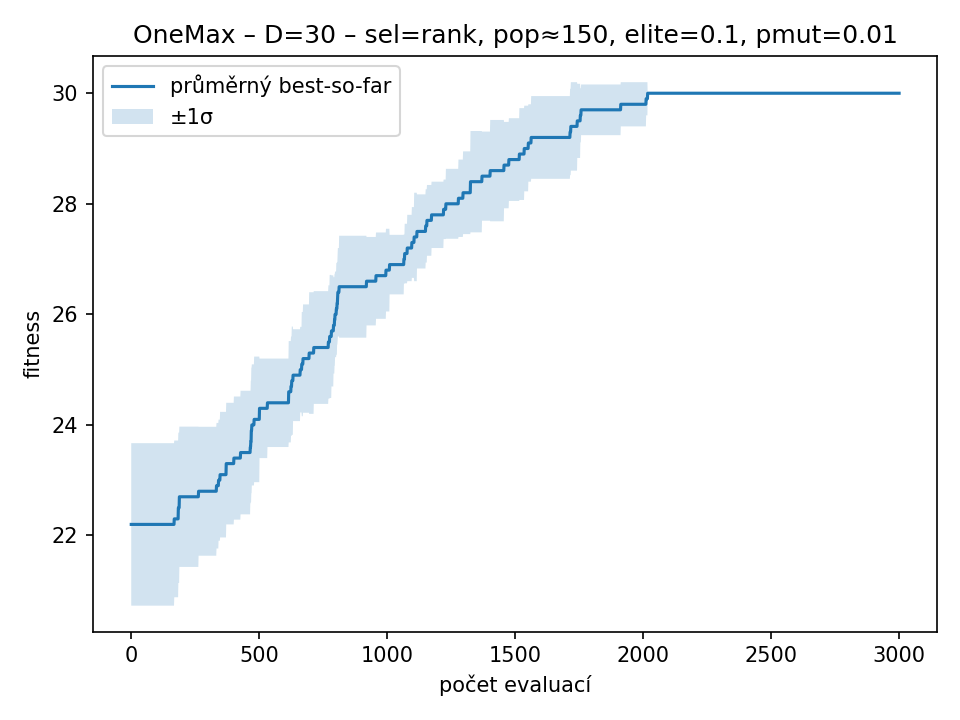 OneMax – D=30 – sel=rank, pop≈150, elite=0.1, pmut=0.01
průměrný best-so-far
±1σ
fitness
30
28
26
24
22
0 500 1000 1500 2000 2500 3000
počet evaluací